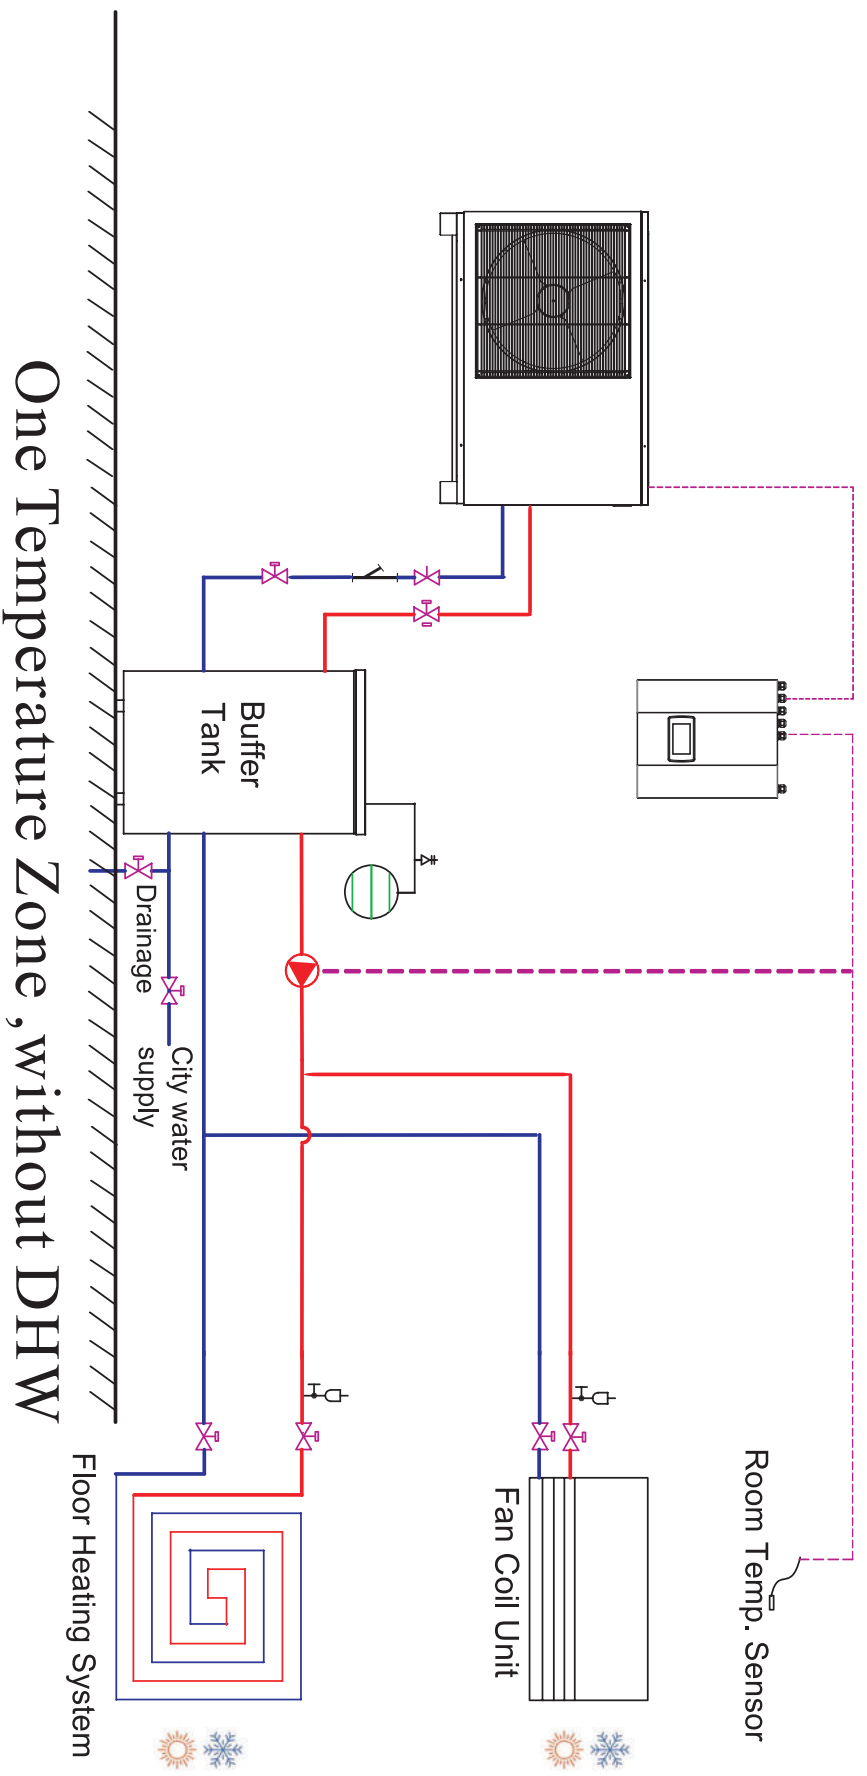 Room Temp. Sensor
Buffer
Tank
Fan Coil Unit
Drainage
City water
supply
Floor Heating System
One Temperature Zone ,without DHW